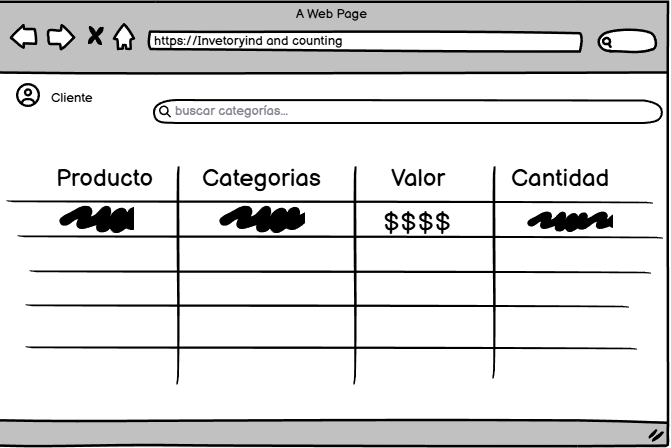 A Web Page
https://Invetoryind and counting
Cliente
buscar categorías...
Producto Categorias Valor Cantidad
$$$$